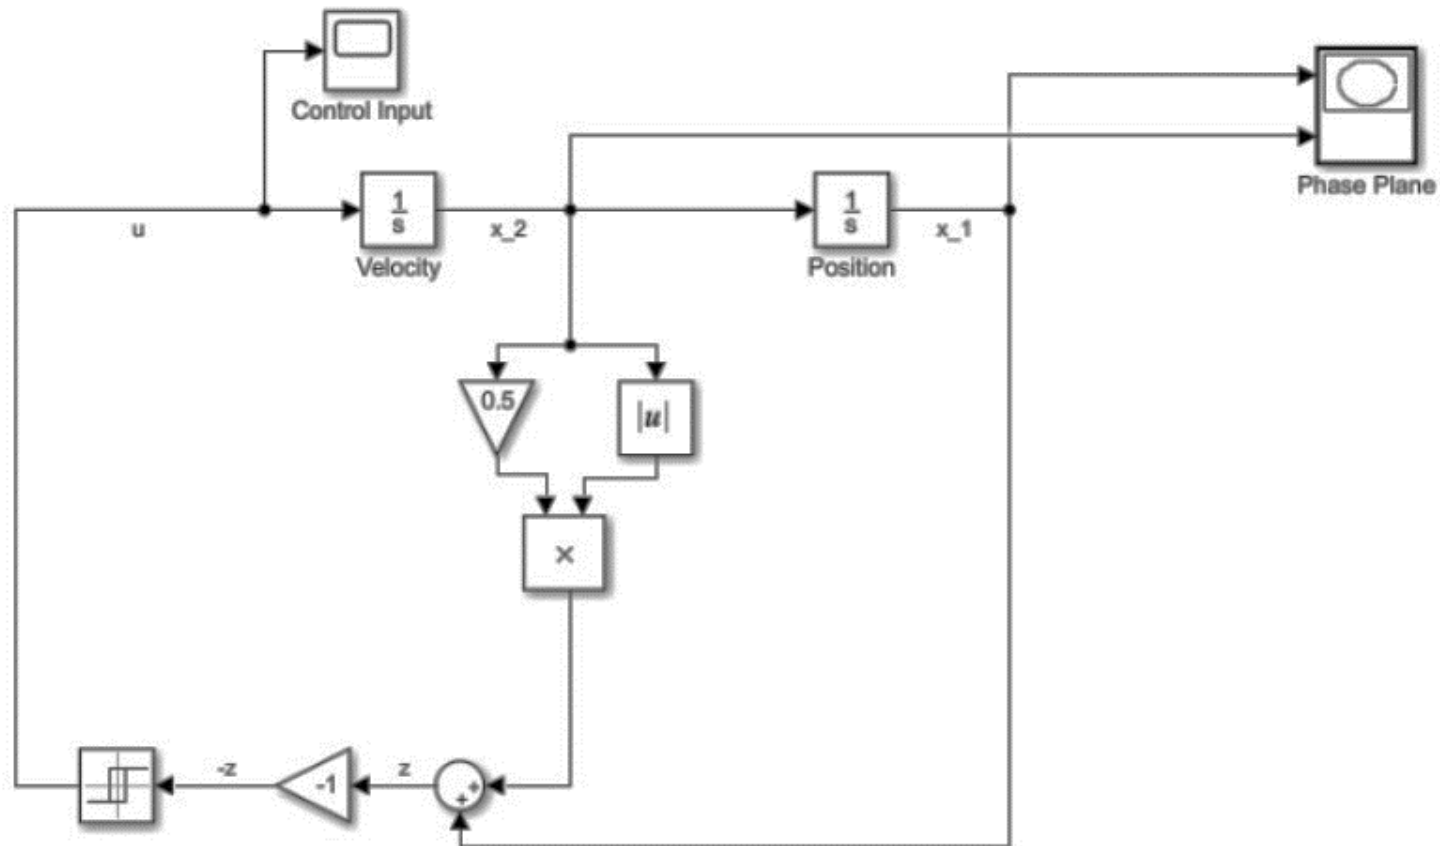 Control Input
Phase Plane
u
1
s
x_2
1
s
x_1
Velocity
Position
0.5
|u|
×
-z
-1
z
+
+